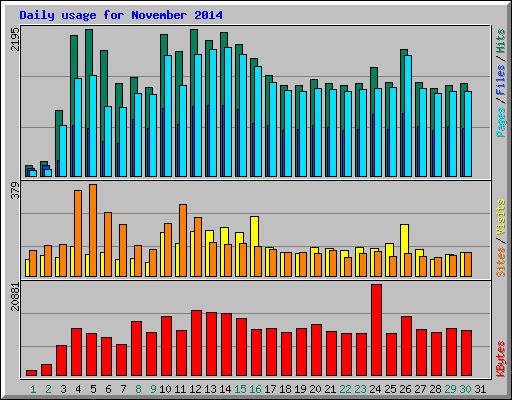 Daily usage for November 2014
2195
Pages / Files / Hits
379
Sites / Visits
20881
KBytes
1 2 3 4 5 6 7 8 9 10 11 12 13 14 15 16 17 18 19 20 21 22 23 24 25 26 27 28 29 30 31